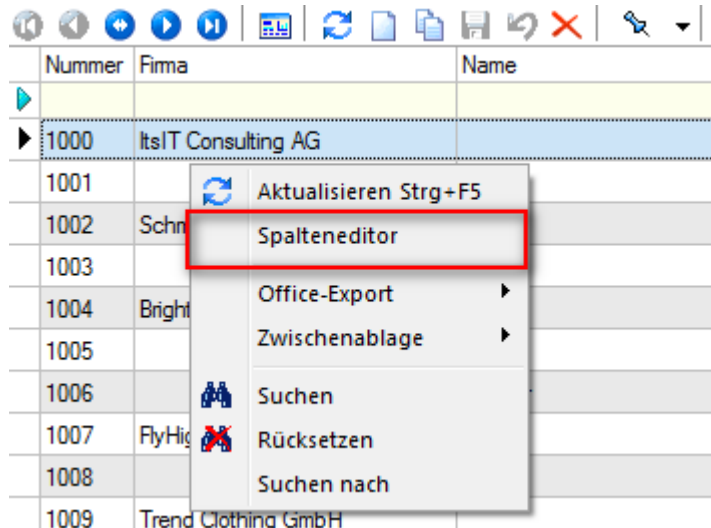 Nummer Firma Name
1000 ItsIT Consulting AG
1001
Aktualisieren Strg+F5
1002 Schm
Spalteneditor
1003
Office-Export
1004 Bright
Zwischenablage
1005
1006
Suchen
1007 FlyHig
Rücksetzen
1008
Suchen nach
1009 Trend Clothing GmbH